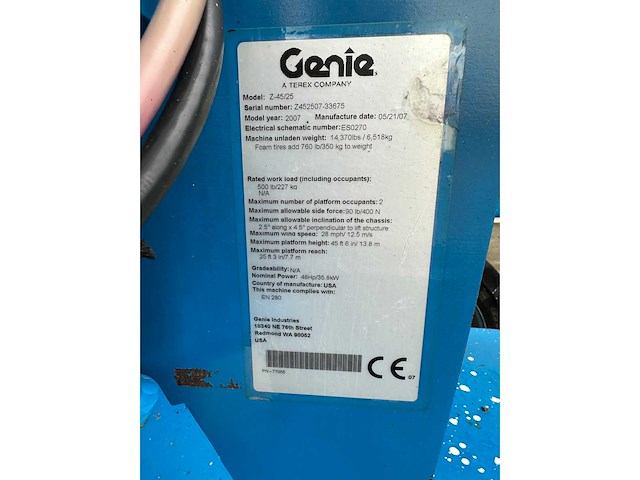 Genie
A TEREX COMPANY
Model: Z-45/25
Serial number: Z452507-33675
Model year: 2007 Manufacture date: 05/21/07
Electrical schematic number: ES0270
Machine unladen weight: 14,370lbs / 6,518kg
Foam tires add 760 lb/350 kg to weight
Rated work load (including occupants):
500 lb/227 kg
N/A
Maximum number of platform occupants: 2
Maximum allowable side force: 90 lb/400 N
Maximum allowable inclination of the chassis:
2.5° along x 4.5° perpendicular to lift structure
Maximum wind speed: 28 mph/ 12.5 m/s
Maximum platform height: 45 ft 6 in/ 13.8 m
Maximum platform reach:
25 ft 3 in/7.7 m
Gradeability: N/A
Nominal Power: 48Hp/35.8kW
Country of manufacture: USA
This machine complies with:
EN 280
Genie Industries
18340 NE 76th Street
Redmond WA 98052
USA
CE 07